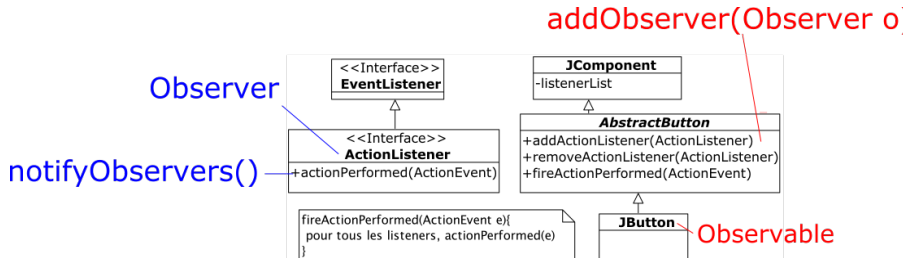 addObserver(Observer o)
<<Interface>>
EventListener
JComponent
-listenerList
Observer
<<Interface>>
ActionListener
+actionPerformed(ActionEvent)
AbstractButton
+addActionListener(ActionListener)
+removeActionListener(ActionListener)
+fireActionPerformed(ActionEvent)
notifyObservers()
fireActionPerformed(ActionEvent e){
pour tous les listeners, actionPerformed(e)
}
JButton
Observable